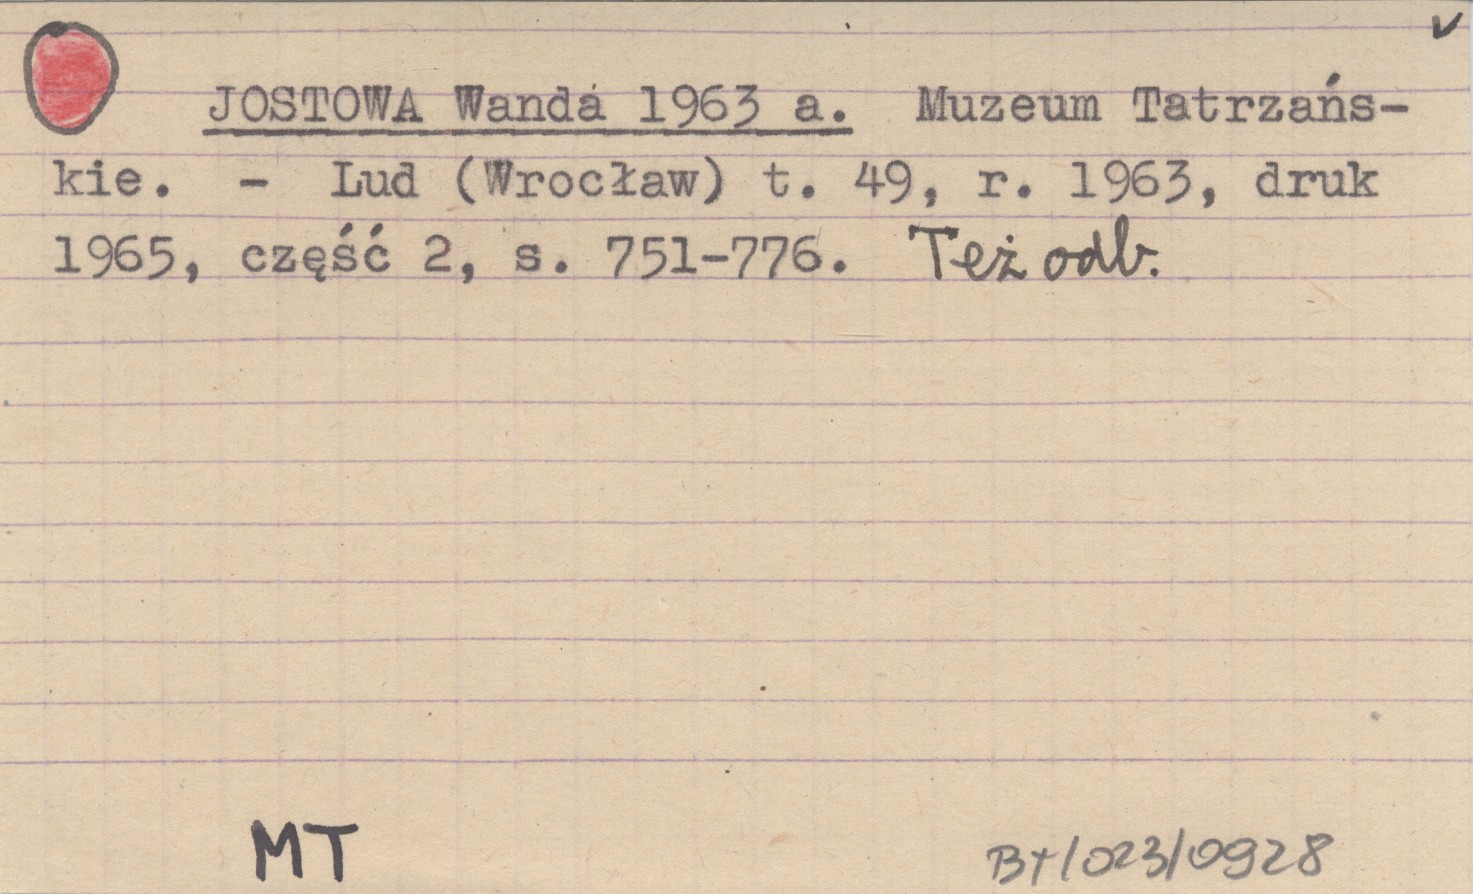 JOSTOWA Wanda 1963 a. Muzeum Tatrzańs-
kie. - Lud (Wrocław) t. 49, r. 1963, druk
1965, część 2, s. 751-776. Też odb.
MT
BT/023/0928